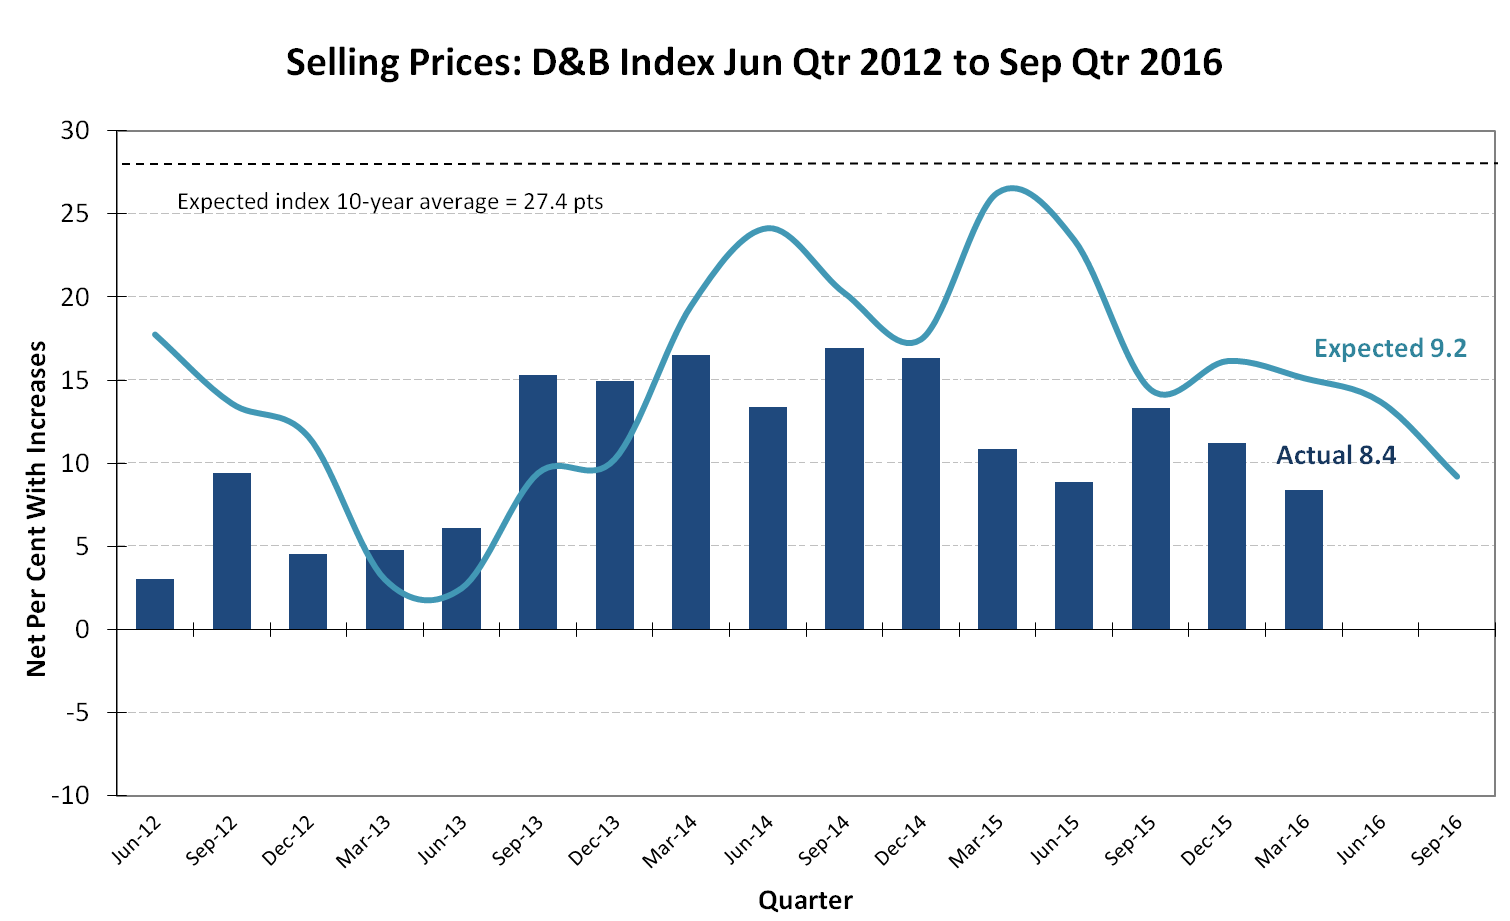 Selling Prices: D&B Index Jun Qtr 2012 to Sep Qtr 2016
30
25
20
15
10
5
0
-5
-10
Net Per Cent With Increases
Expected index 10-year average = 27.4 pts
Expected 9.2
Actual 8.4
Jun-12
Sep-12
Dec-12
Mar-13
Jun-13
Sep-13
Dec-13
Mar-14
Jun-14
Sep-14
Dec-14
Mar-15
Jun-15
Sep-15
Dec-15
Mar-16
Jun-16
Sep-16
Quarter